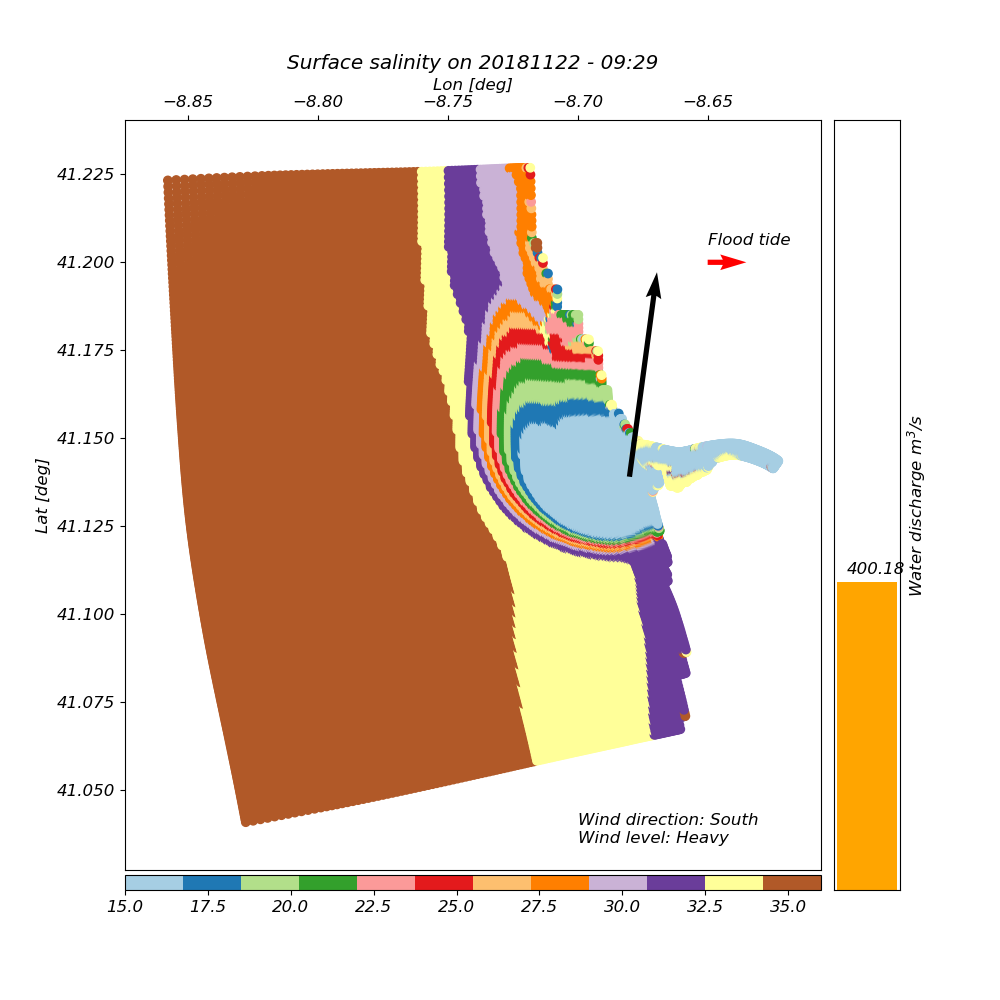 Surface salinity on 20181122 - 09:29
Lon [deg]
−8.85 −8.80 −8.75 −8.70 −8.65
41.225
41.200
41.175
41.150
41.125
41.100
41.075
41.050
Lat [deg]
Flood tide
Wind direction: South
Wind level: Heavy
15.0 17.5 20.0 22.5 25.0 27.5 30.0 32.5 35.0
400.18
Water discharge m³/s